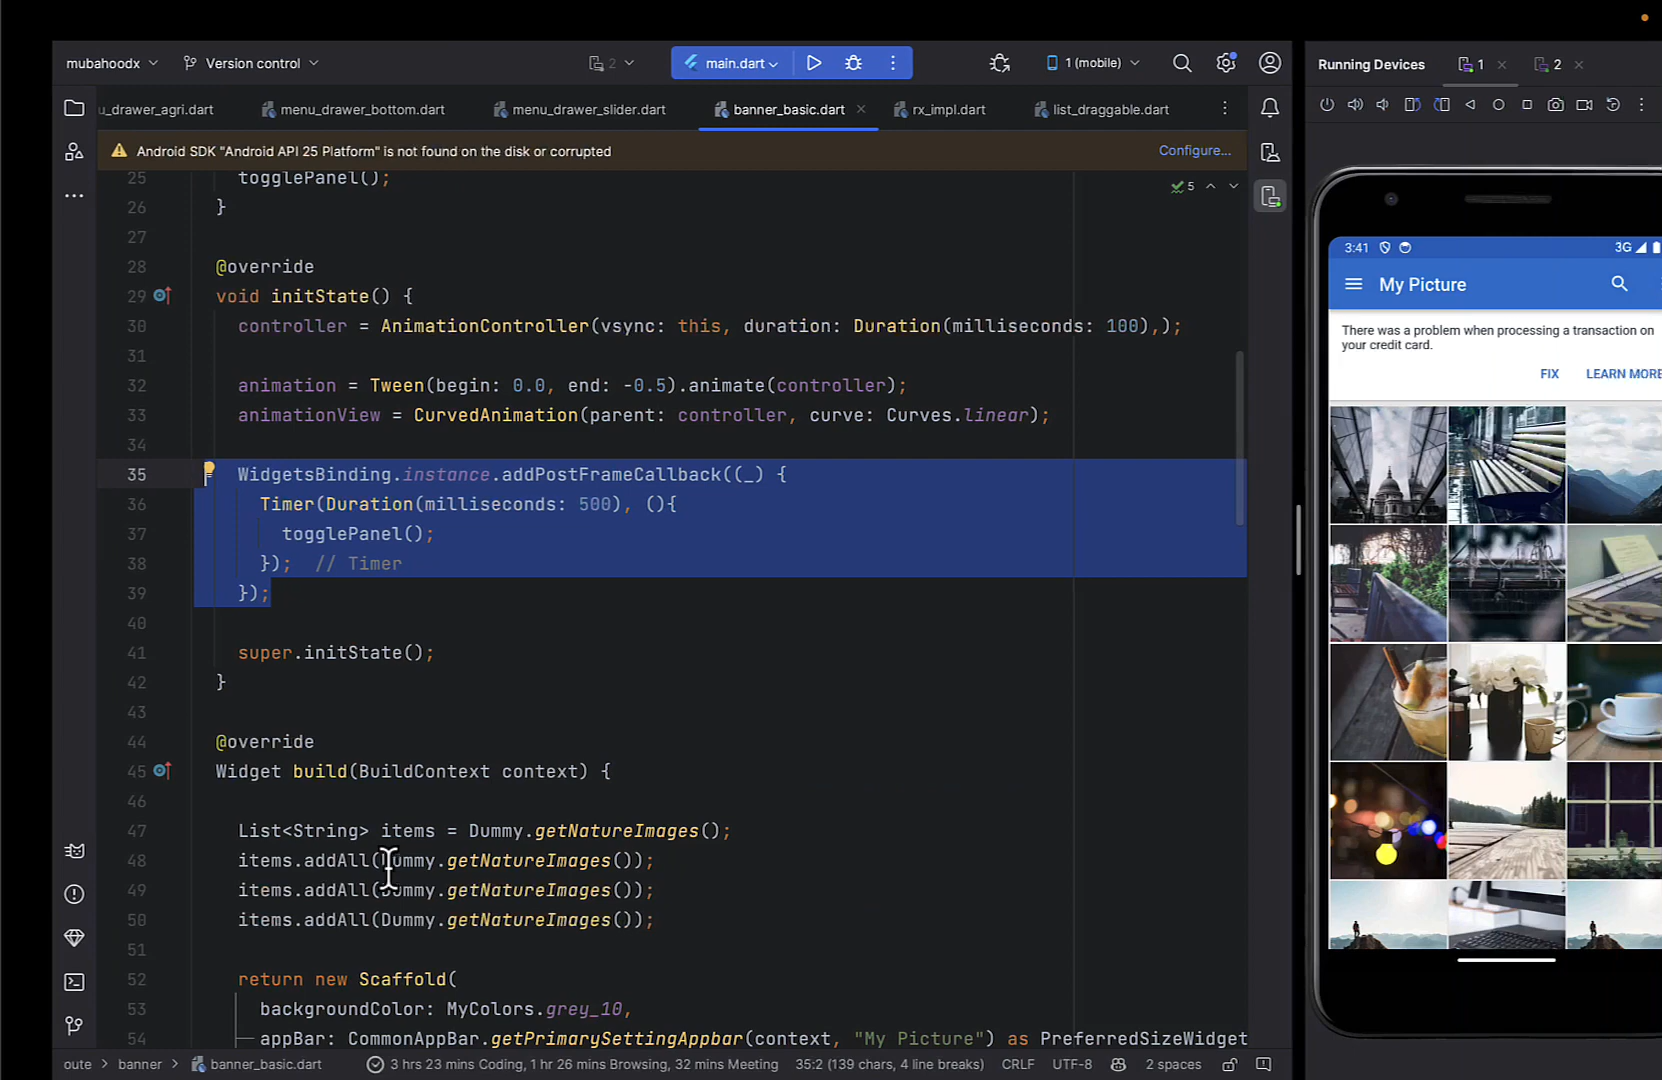 mubahoodx
Version control
2
main.dart
1 (mobile)
Running Devices
1
2
u_drawer_agri.dart
menu_drawer_bottom.dart
menu_drawer_slider.dart
banner_basic.dart
rx_impl.dart
list_draggable.dart
Android SDK "Android API 25 Platform" is not found on the disk or corrupted
Configure...
5
25 togglePanel();
26 }
27
28 @override
29 void initState() {
30 controller = AnimationController(vsync: this, duration: Duration(milliseconds: 100),);
31
32 animation = Tween(begin: 0.0, end: -0.5).animate(controller);
33 animationView = CurvedAnimation(parent: controller, curve: Curves.linear);
34
35 WidgetsBinding.instance.addPostFrameCallback((_) {
36 Timer(Duration(milliseconds: 500), (){
37 togglePanel();
38 }); // Timer
39 });
40
41 super.initState();
42 }
43
44 @override
45 Widget build(BuildContext context) {
46
47 List<String> items = Dummy.getNatureImages();
48 items.addAll(Dummy.getNatureImages());
49 items.addAll(Dummy.getNatureImages());
50 items.addAll(Dummy.getNatureImages());
51
52 return new Scaffold(
53 backgroundColor: MyColors.grey_10,
54 appBar: CommonAppBar.getPrimarySettingAppbar(context, "My Picture") as PreferredSizeWidget
oute
banner
banner_basic.dart
3 hrs 23 mins Coding, 1 hr 26 mins Browsing, 32 mins Meeting
35:2 (139 chars, 4 line breaks)
CRLF
UTF-8
2 spaces
3:41
3G
My Picture
There was a problem when processing a transaction on
your credit card.
FIX
LEARN MORE